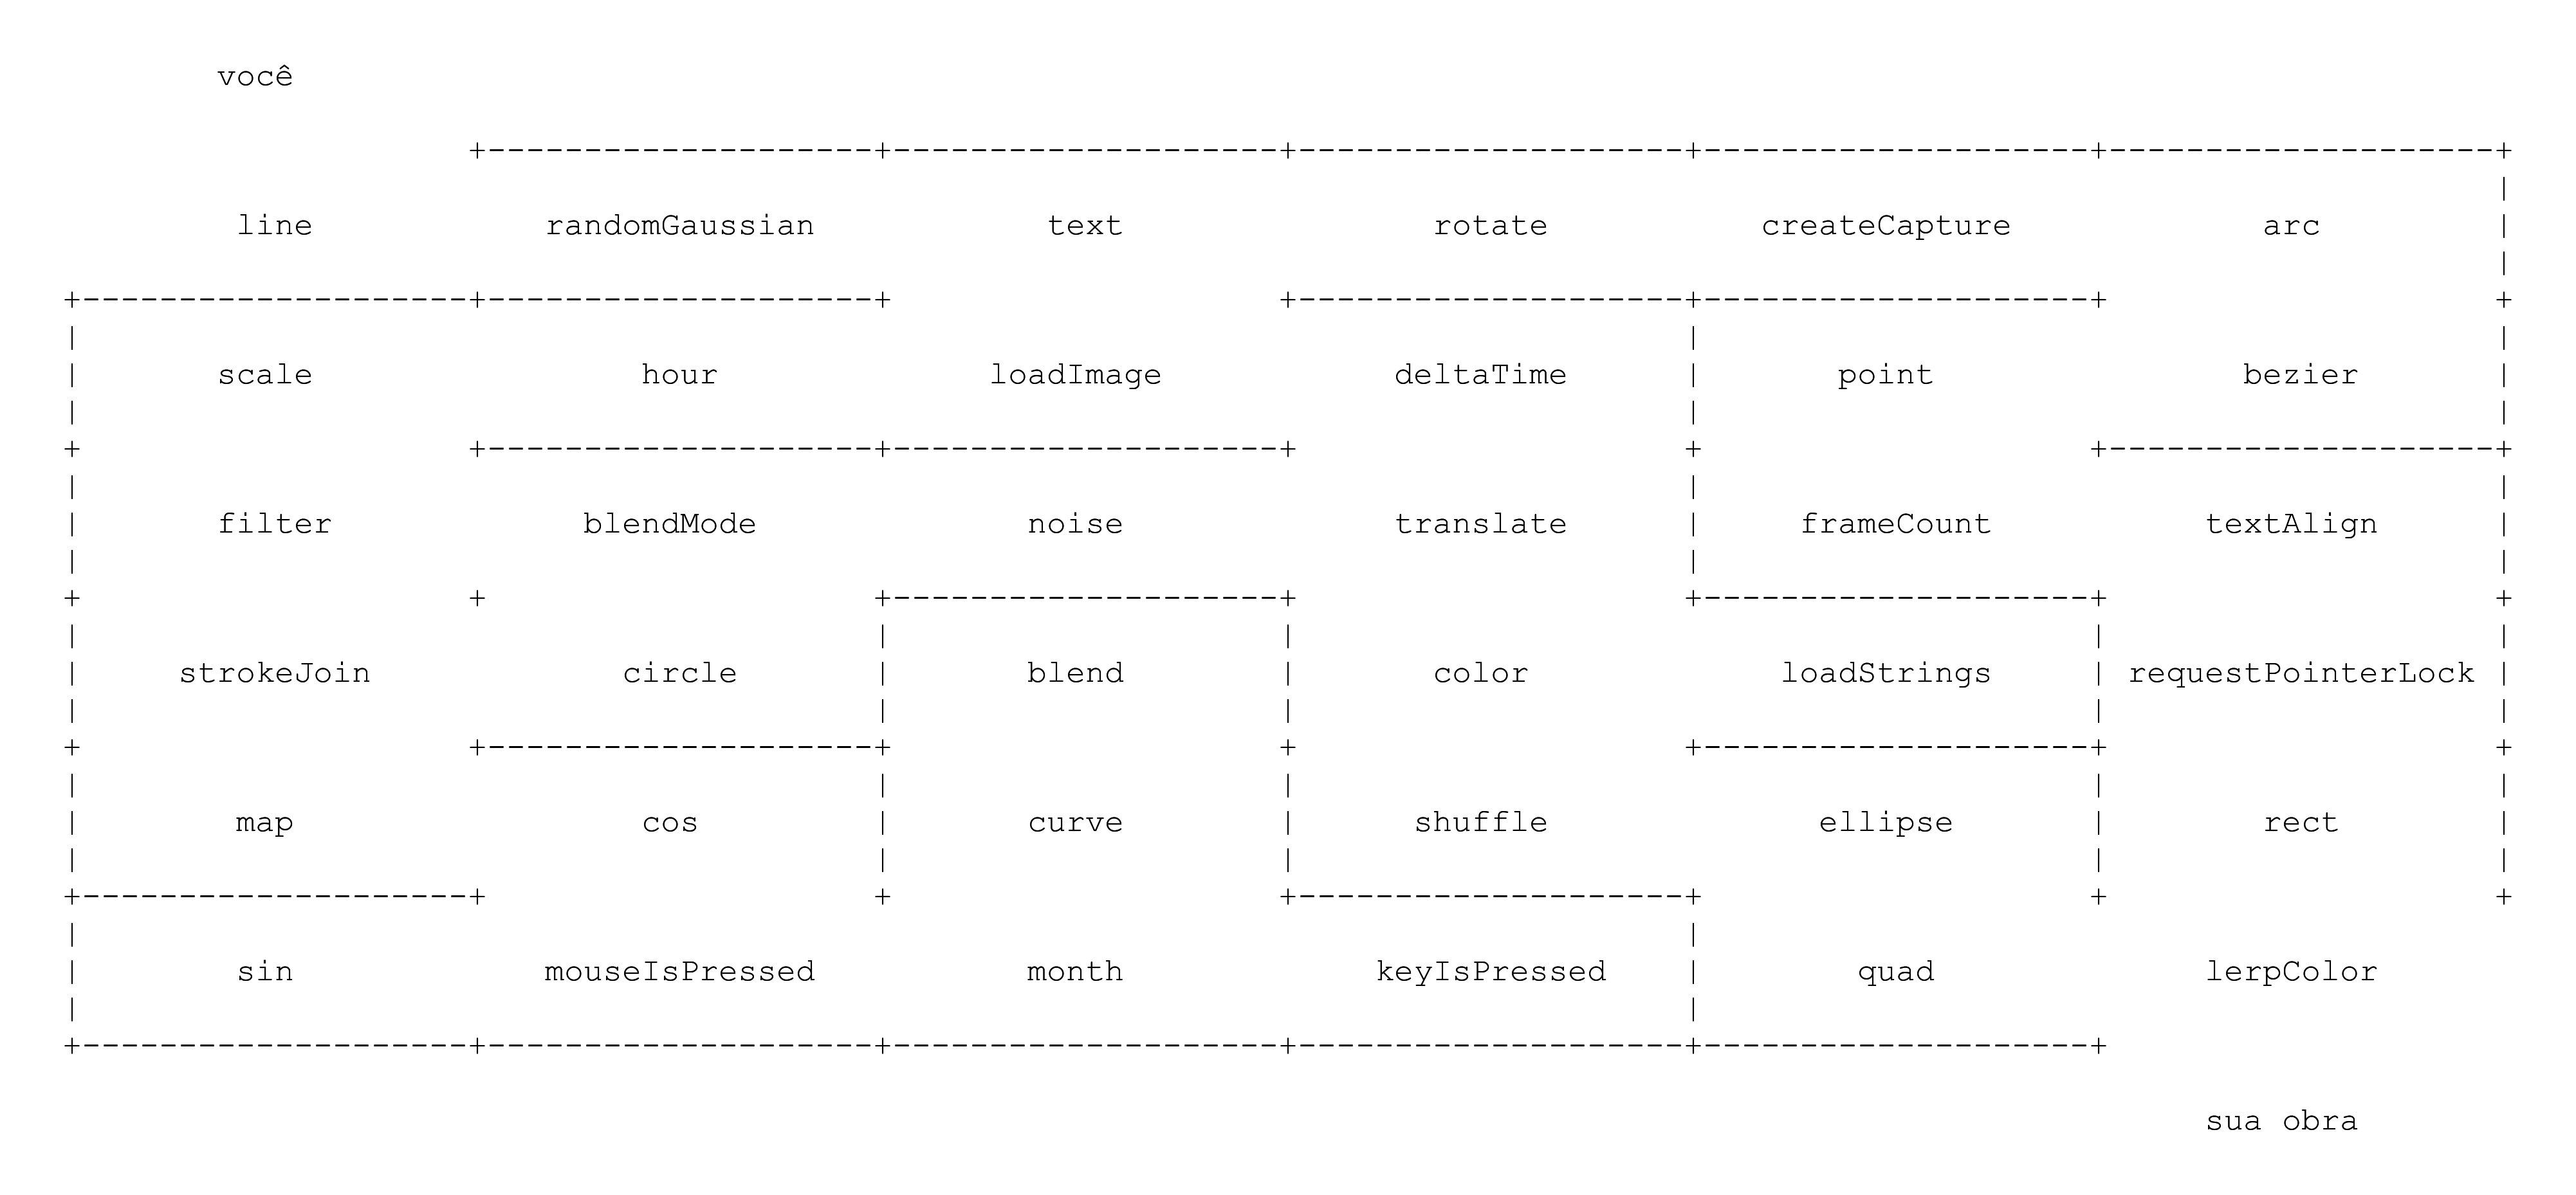 você
line randomGaussian text rotate createCapture arc
scale hour loadImage deltaTime point bezier
filter blendMode noise translate frameCount textAlign
strokeJoin circle blend color loadStrings requestPointerLock
map cos curve shuffle ellipse rect
sin mouseIsPressed month keyIsPressed quad lerpColor
sua obra